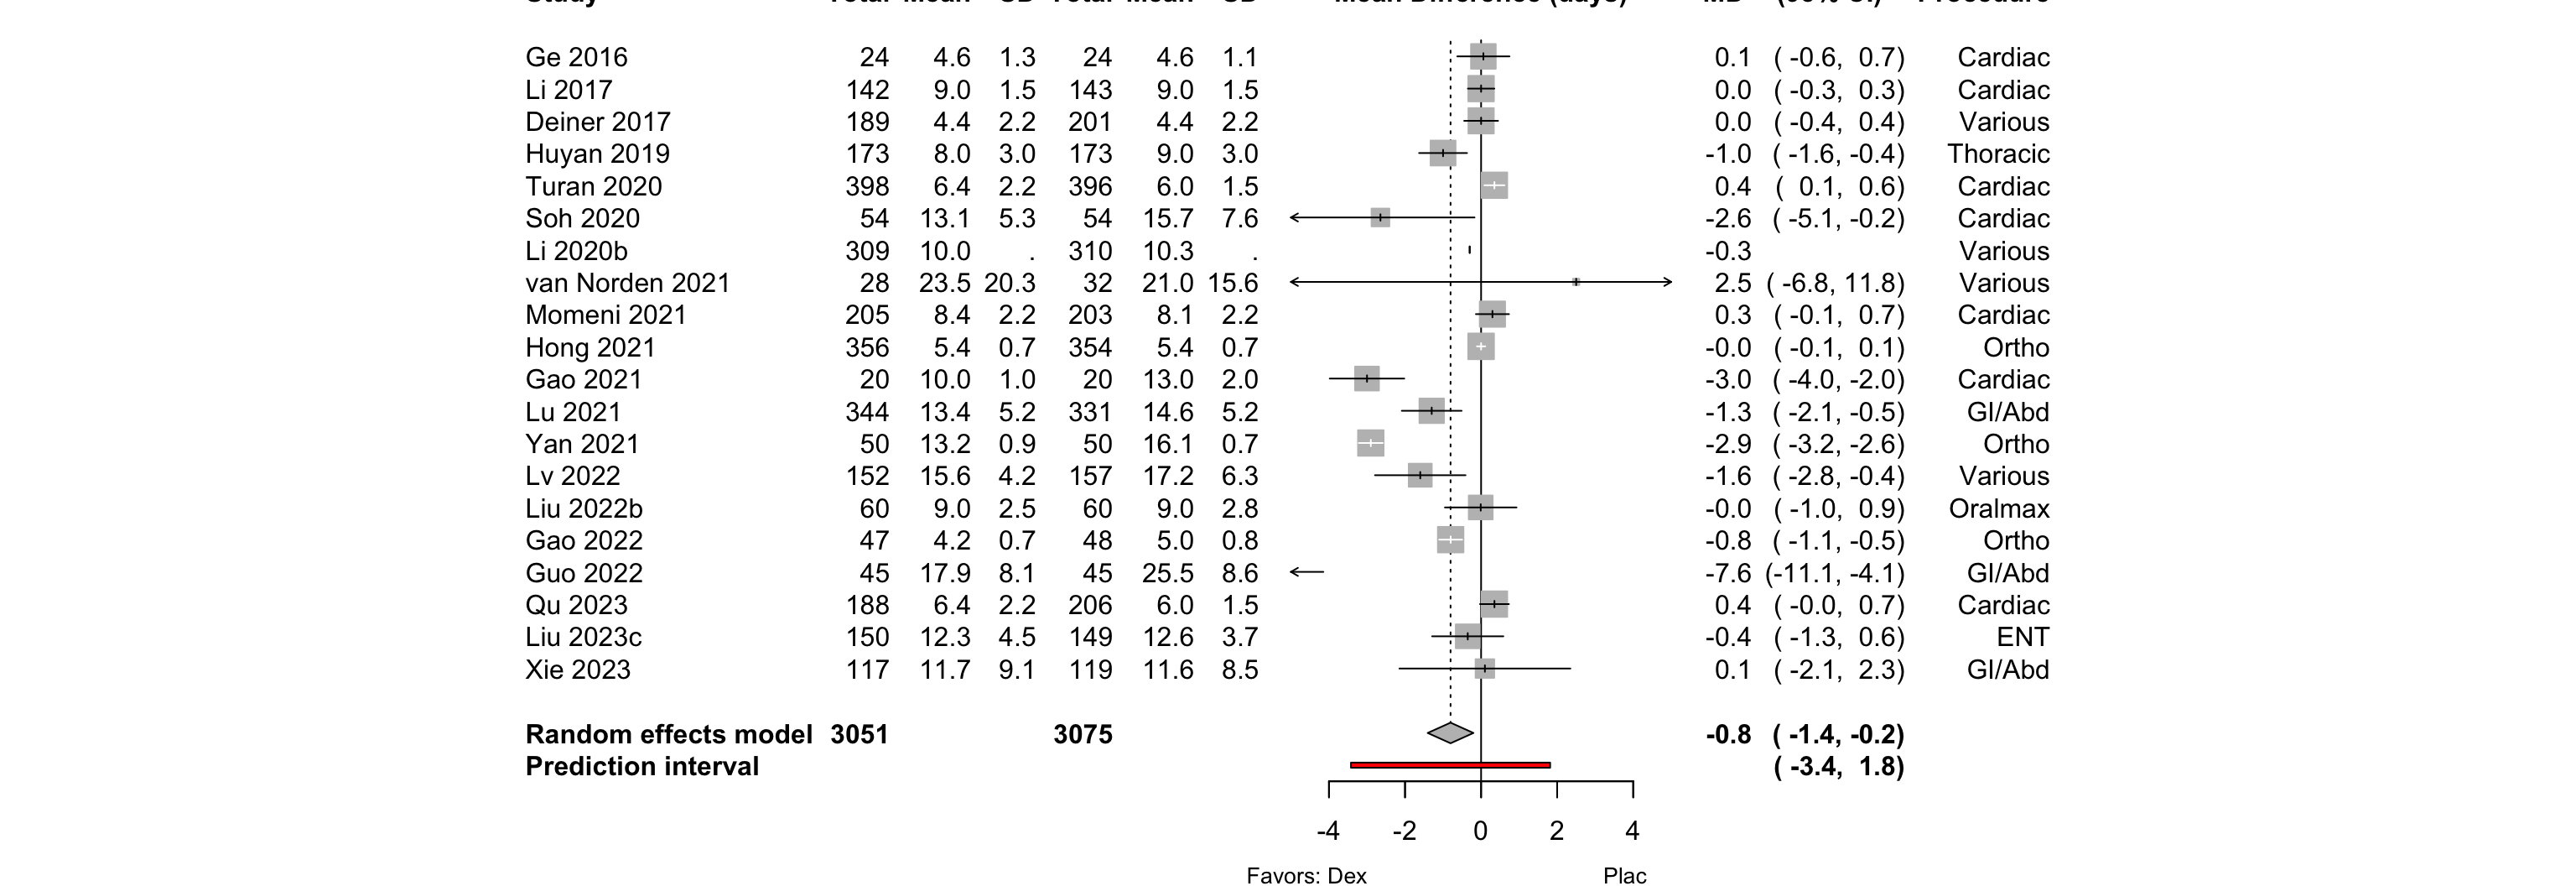 Study Total Mean SD Total Mean SD Mean Difference (days) MD (95% CI) Procedure
Ge 2016 24 4.6 1.3 24 4.6 1.1 0.1 ( -0.6, 0.7) Cardiac
Li 2017 142 9.0 1.5 143 9.0 1.5 0.0 ( -0.3, 0.3) Cardiac
Deiner 2017 189 4.4 2.2 201 4.4 2.2 0.0 ( -0.4, 0.4) Various
Huyan 2019 173 8.0 3.0 173 9.0 3.0 -1.0 ( -1.6, -0.4) Thoracic
Turan 2020 398 6.4 2.2 396 6.0 1.5 0.4 ( 0.1, 0.6) Cardiac
Soh 2020 54 13.1 5.3 54 15.7 7.6 -2.6 ( -5.1, -0.2) Cardiac
Li 2020b 309 10.0 . 310 10.3 . -0.3 Various
van Norden 2021 28 23.5 20.3 32 21.0 15.6 2.5 ( -6.8, 11.8) Various
Momeni 2021 205 8.4 2.2 203 8.1 2.2 0.3 ( -0.1, 0.7) Cardiac
Hong 2021 356 5.4 0.7 354 5.4 0.7 -0.0 ( -0.1, 0.1) Ortho
Gao 2021 20 10.0 1.0 20 13.0 2.0 -3.0 ( -4.0, -2.0) Cardiac
Lu 2021 344 13.4 5.2 331 14.6 5.2 -1.3 ( -2.1, -0.5) GI/Abd
Yan 2021 50 13.2 0.9 50 16.1 0.7 -2.9 ( -3.2, -2.6) Ortho
Lv 2022 152 15.6 4.2 157 17.2 6.3 -1.6 ( -2.8, -0.4) Various
Liu 2022b 60 9.0 2.5 60 9.0 2.8 -0.0 ( -1.0, 0.9) Oralmax
Gao 2022 47 4.2 0.7 48 5.0 0.8 -0.8 ( -1.1, -0.5) Ortho
Guo 2022 45 17.9 8.1 45 25.5 8.6 -7.6 (-11.1, -4.1) GI/Abd
Qu 2023 188 6.4 2.2 206 6.0 1.5 0.4 ( -0.0, 0.7) Cardiac
Liu 2023c 150 12.3 4.5 149 12.6 3.7 -0.4 ( -1.3, 0.6) ENT
Xie 2023 117 11.7 9.1 119 11.6 8.5 0.1 ( -2.1, 2.3) GI/Abd
Random effects model 3051 3075 -0.8 ( -1.4, -0.2)
Prediction interval ( -3.4, 1.8)
-4 -2 0 2 4
Favors: Dex Plac